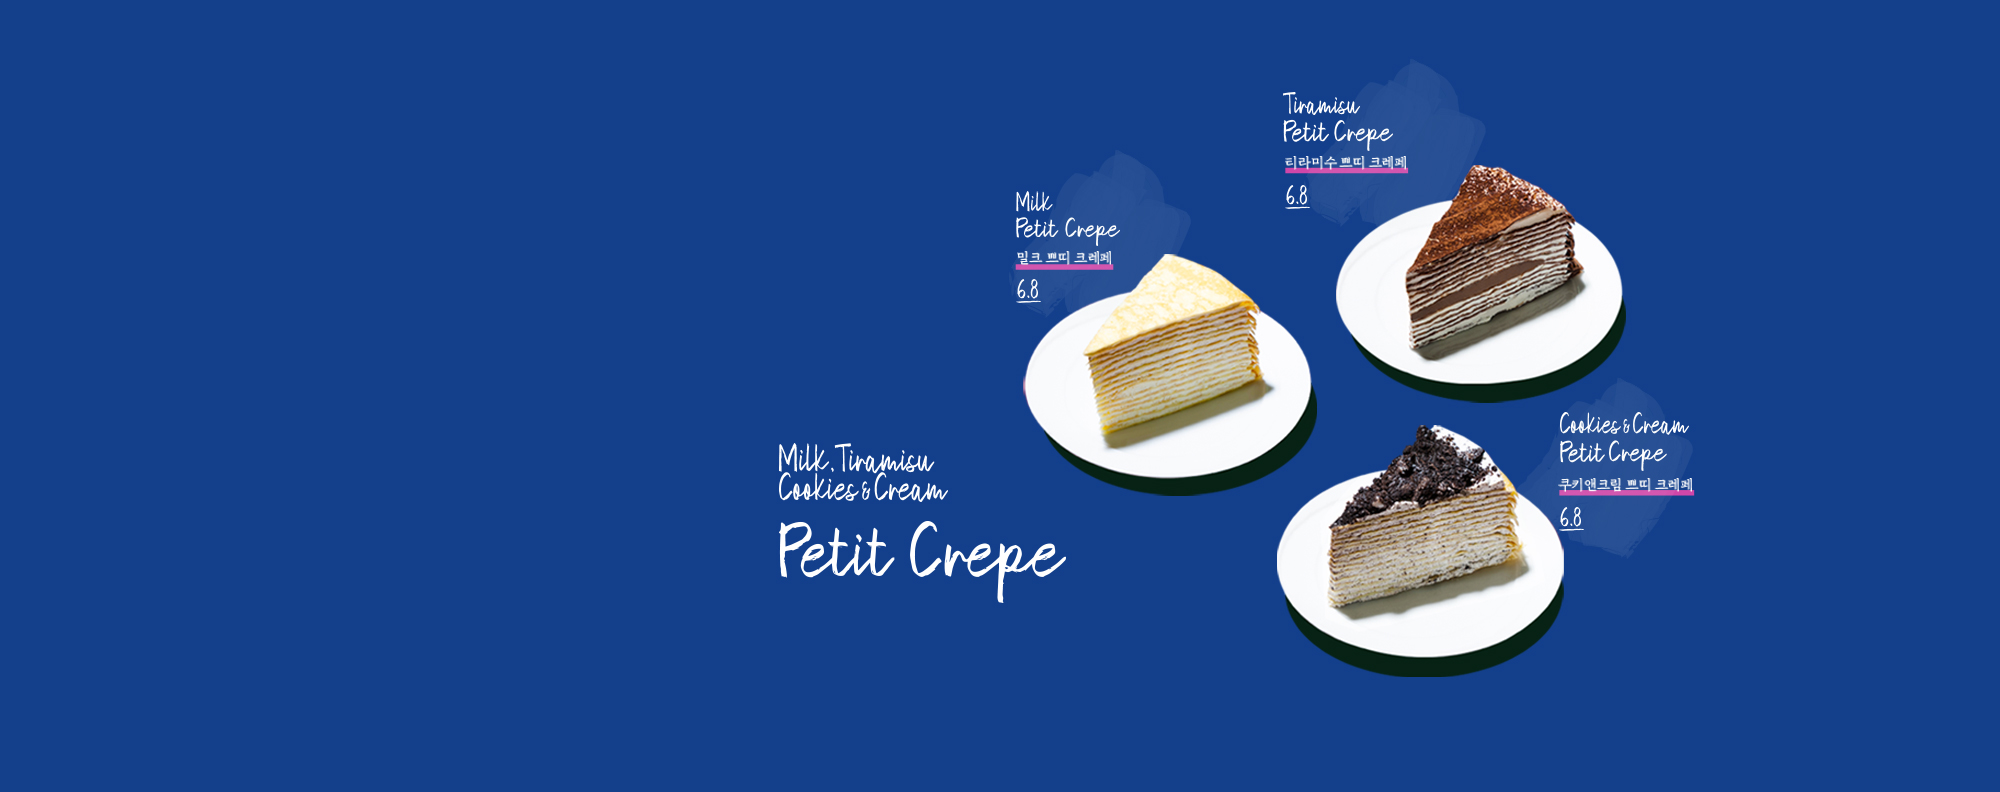 Tiramisu
Petit Crepe
티라미수 쁘띠 크레페
6.8
Milk
Petit Crepe
밀크 쁘띠 크레페
6.8
Cookies & Cream
Petit Crepe
쿠키앤크림 쁘띠 크레페
6.8
Milk, Tiramisu
Cookies & Cream
Petit Crepe